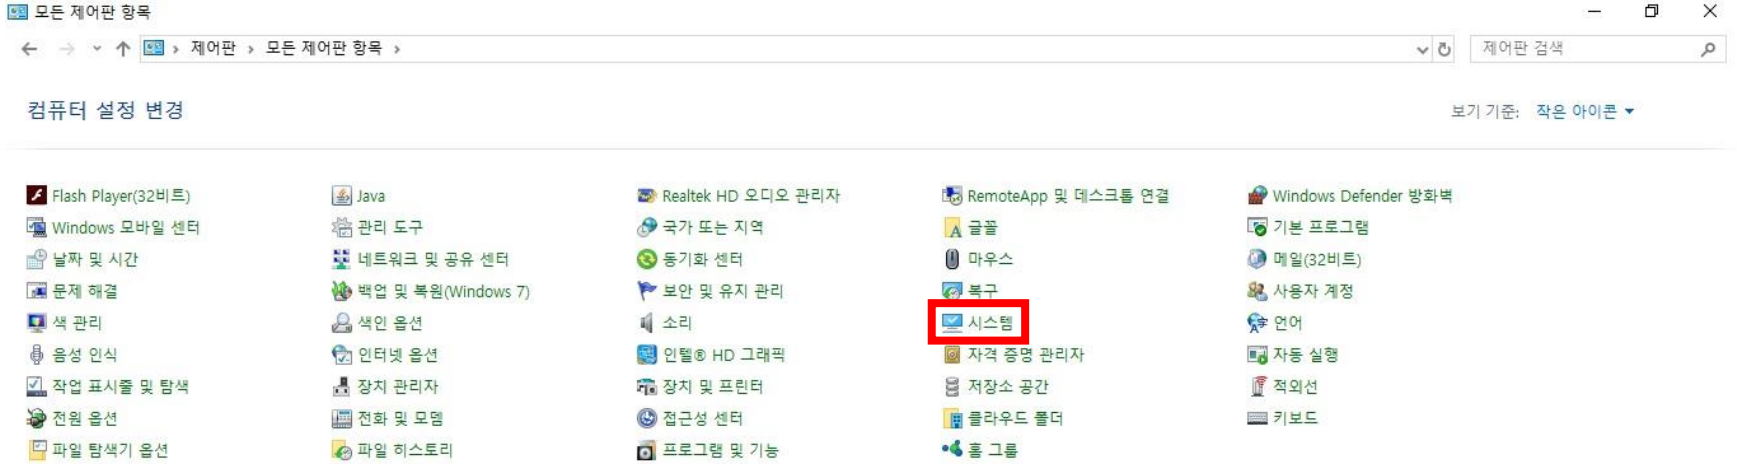 모든 제어판 항목
제어판 › 모든 제어판 항목 ›
제어판 검색
컴퓨터 설정 변경
보기 기준: 작은 아이콘
Flash Player(32비트) Java Realtek HD 오디오 관리자 RemoteApp 및 데스크톱 연결 Windows Defender 방화벽
Windows 모바일 센터 관리 도구 국가 또는 지역 글꼴 기본 프로그램
날짜 및 시간 네트워크 및 공유 센터 동기화 센터 마우스 메일(32비트)
문제 해결 백업 및 복원(Windows 7) 보안 및 유지 관리 복구 사용자 계정
색 관리 색인 옵션 소리 시스템 언어
음성 인식 인터넷 옵션 인텔® HD 그래픽 자격 증명 관리자 자동 실행
작업 표시줄 및 탐색 장치 관리자 장치 및 프린터 저장소 공간 적외선
전원 옵션 전화 및 모뎀 접근성 센터 클라우드 폴더 키보드
파일 탐색기 옵션 파일 히스토리 프로그램 및 기능 홈 그룹